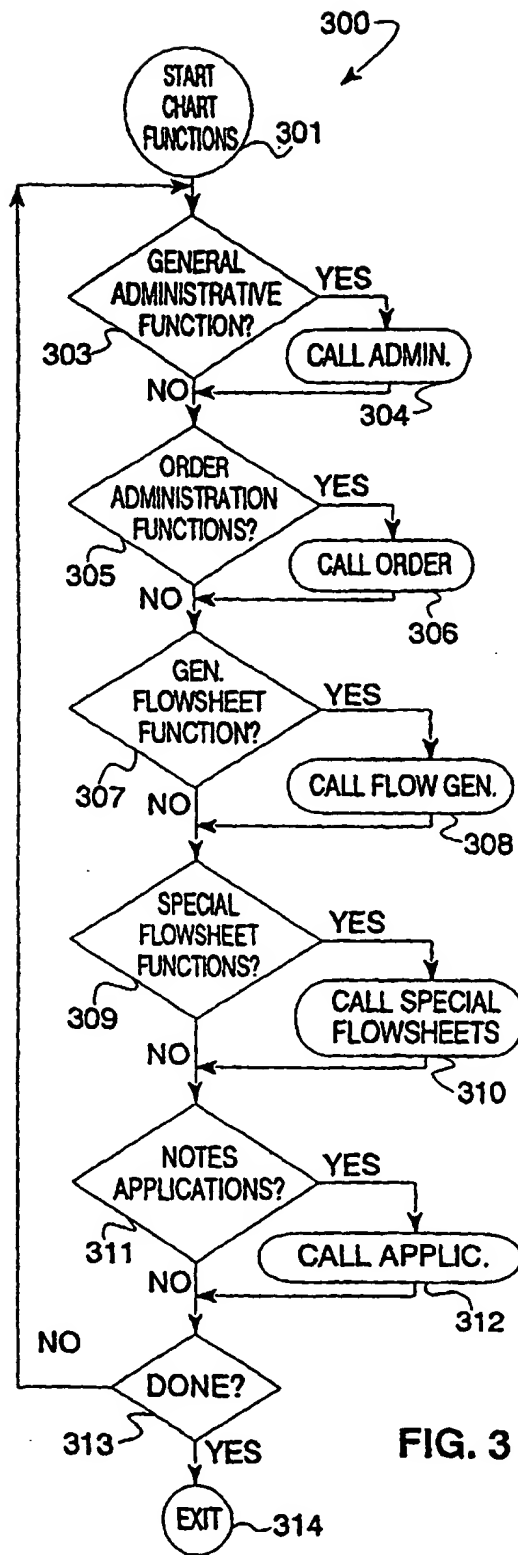 300
START
CHART
FUNCTIONS
301
GENERAL
ADMINISTRATIVE
FUNCTION?
YES
303
CALL ADMIN.
NO
304
ORDER
ADMINISTRATION
FUNCTIONS?
YES
305
CALL ORDER
NO
306
GEN.
FLOWSHEET
FUNCTION?
YES
307
CALL FLOW GEN.
NO
308
SPECIAL
FLOWSHEET
FUNCTIONS?
YES
309
CALL SPECIAL
FLOWSHEETS
NO
310
NOTES
APPLICATIONS?
YES
311
CALL APPLIC.
NO
312
NO
DONE?
313
YES
FIG. 3
EXIT
314